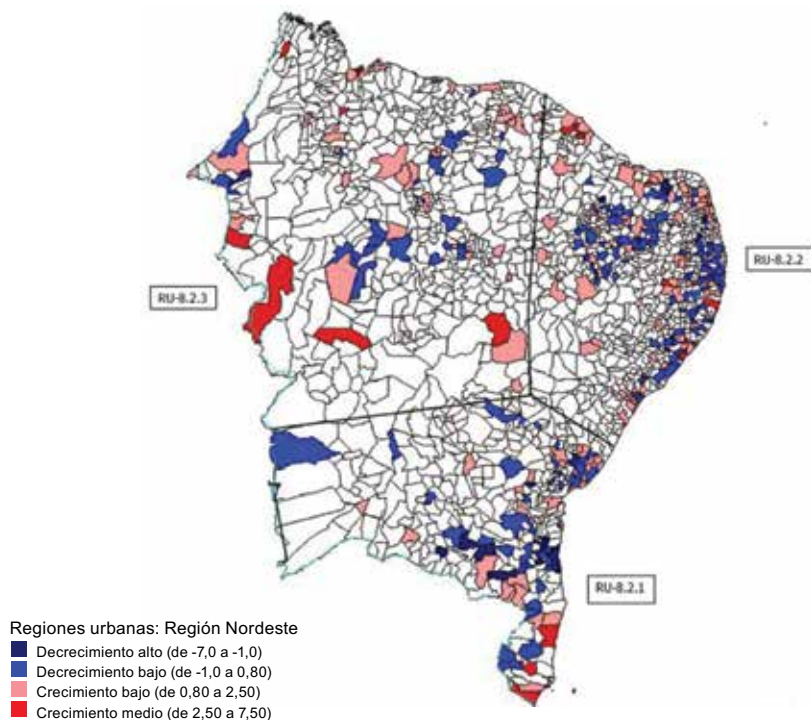 RU-8.2.2
RU-8.2.3
RU-8.2.1
Regiones urbanas: Región Nordeste
Decrecimiento alto (de -7,0 a -1,0)
Decrecimiento bajo (de -1,0 a 0,80)
Crecimiento bajo (de 0,80 a 2,50)
Crecimiento medio (de 2,50 a 7,50)